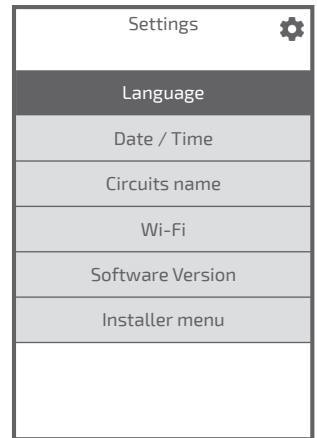 Settings
Language
Date / Time
Circuits name
Wi-Fi
Software Version
Installer menu